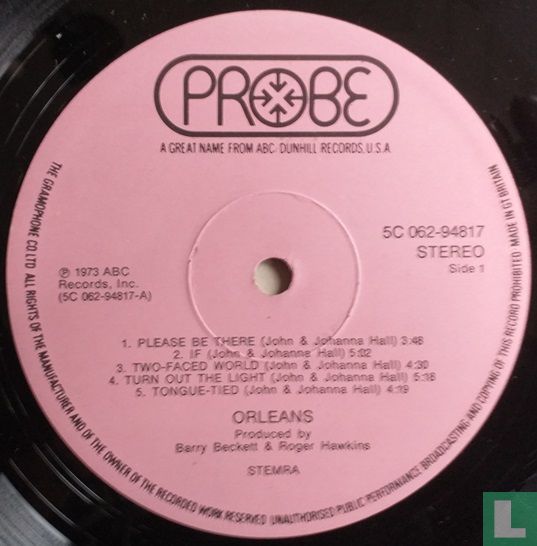 PROBE
A GREAT NAME FROM ABC/DUNHILL RECORDS, U.S.A.
5C 062-94817
STEREO
Side 1
℗ 1973 ABC
Records, Inc.
(5C 062-94817-A)
1. PLEASE BE THERE (John & Johanna Hall) 3:48
2. IF (John & Johanna Hall) 5:02
3. TWO-FACED WORLD (John & Johanna Hall) 4:30
4. TURN OUT THE LIGHT (John & Johanna Hall) 5:18
5. TONGUE-TIED (John & Johanna Hall) 4:19
ORLEANS
Produced by
Barry Beckett & Roger Hawkins
STEMRA
THE GRAMOPHONE CO LTD ALL RIGHTS OF THE MANUFACTURER AND OF THE OWNER OF THE RECORDED WORK RESERVED UNAUTHORISED PUBLIC PERFORMANCE BROADCASTING AND COPYING OF THIS RECORD PROHIBITED MADE IN GT BRITAIN
L